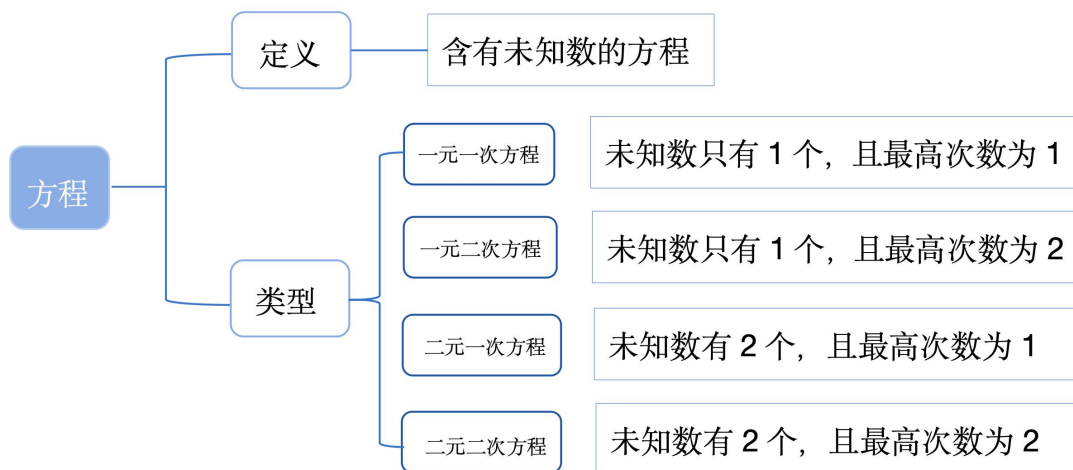 方程
定义
含有未知数的方程
类型
一元一次方程
未知数只有 1 个，且最高次数为 1
一元二次方程
未知数只有 1 个，且最高次数为 2
二元一次方程
未知数有 2 个，且最高次数为 1
二元二次方程
未知数有 2 个，且最高次数为 2